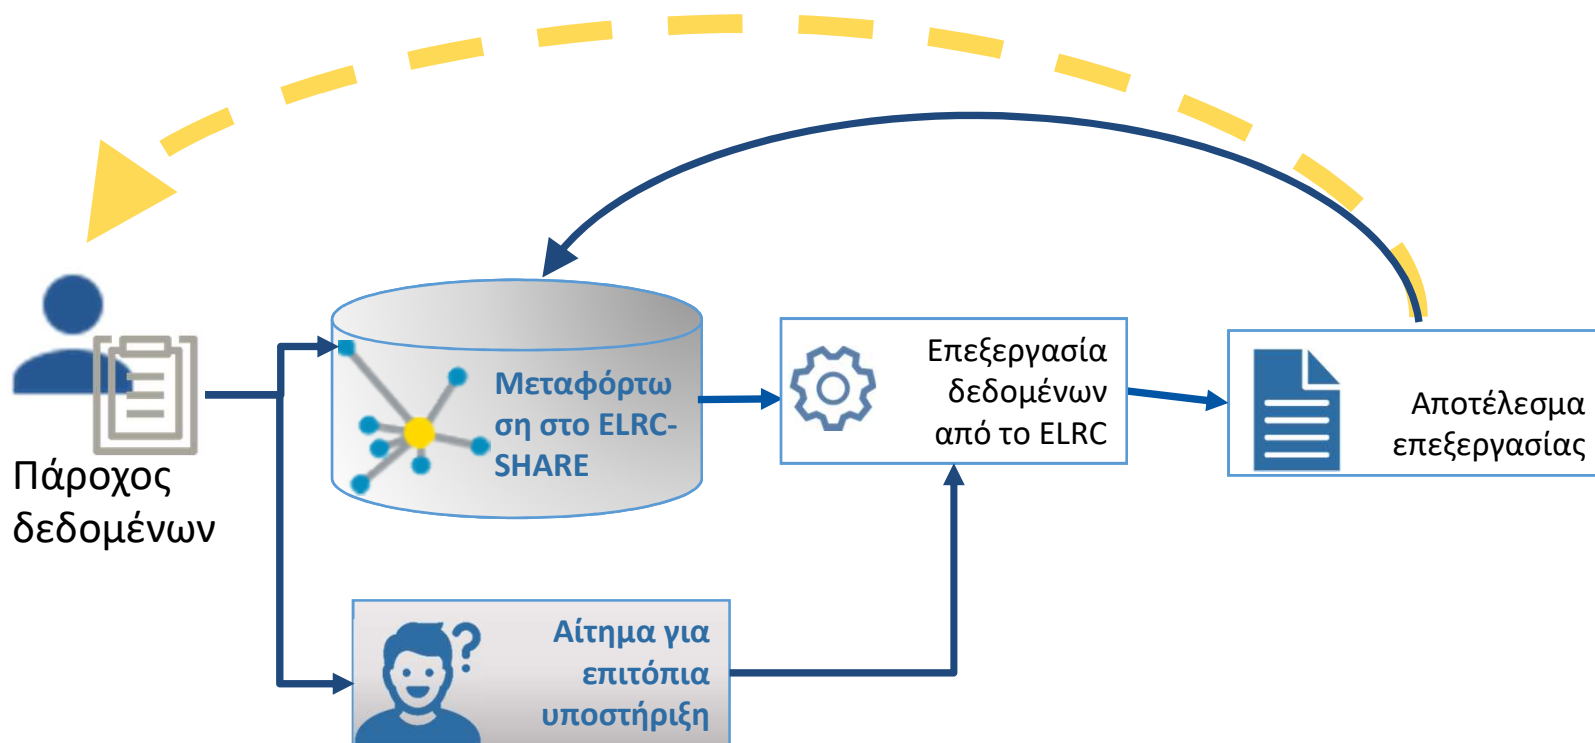 Πάροχος
δεδομένων
Μεταφόρτω
ση στο ELRC-
SHARE
Επεξεργασία
δεδομένων
από το ELRC
Αποτέλεσμα
επεξεργασίας
Αίτημα για
επιτόπια
υποστήριξη